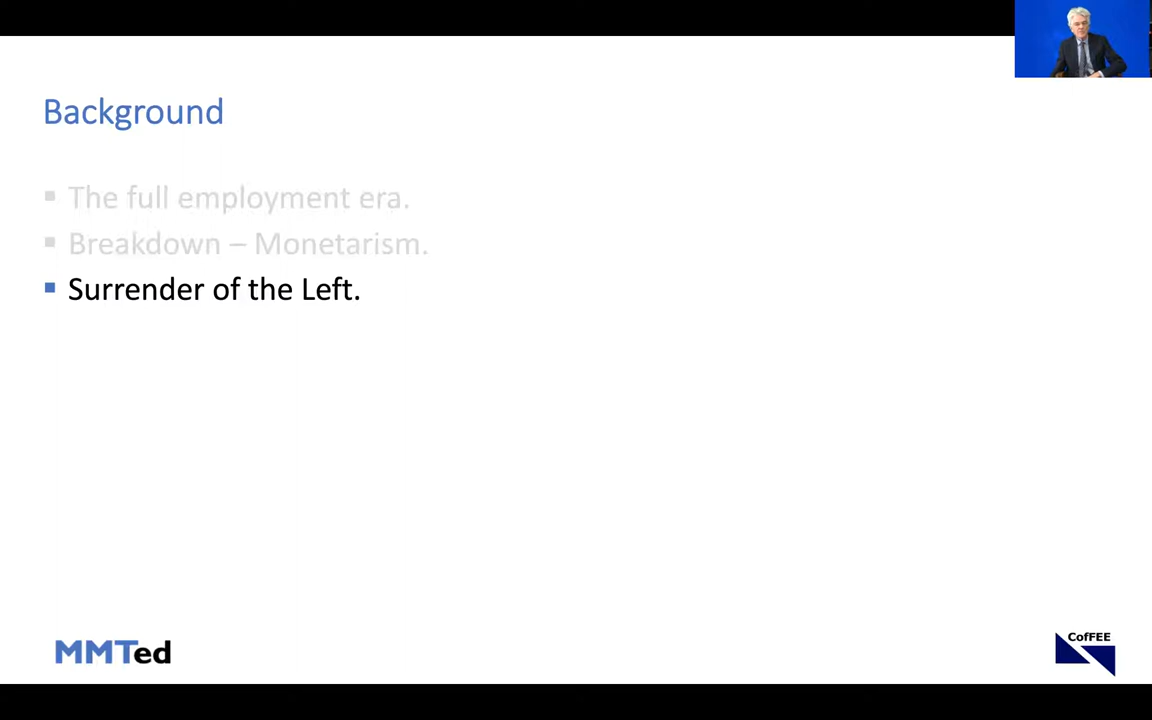 Background
The full employment era.
Breakdown – Monetarism.
Surrender of the Left.
MMTed
CofFEE